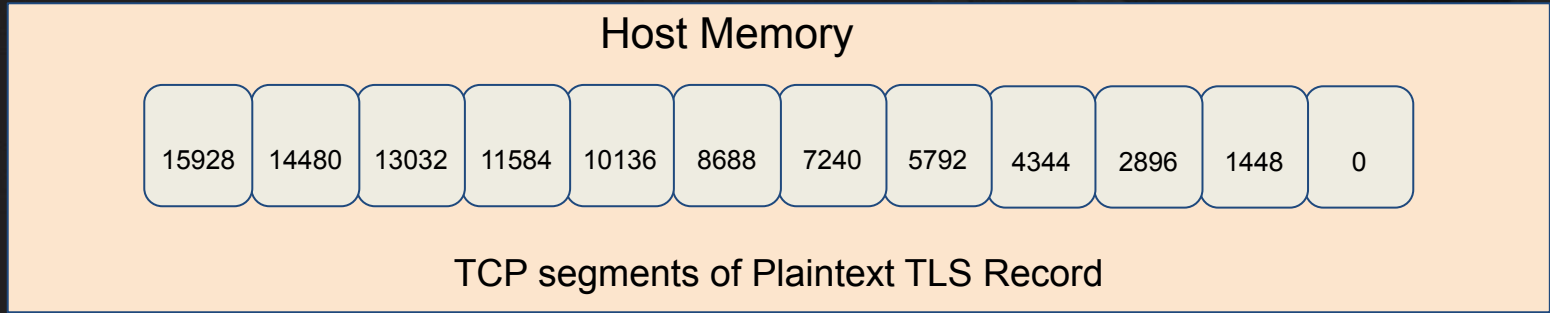 Host Memory
15928 14480 13032 11584 10136 8688 7240 5792 4344 2896 1448 0
TCP segments of Plaintext TLS Record